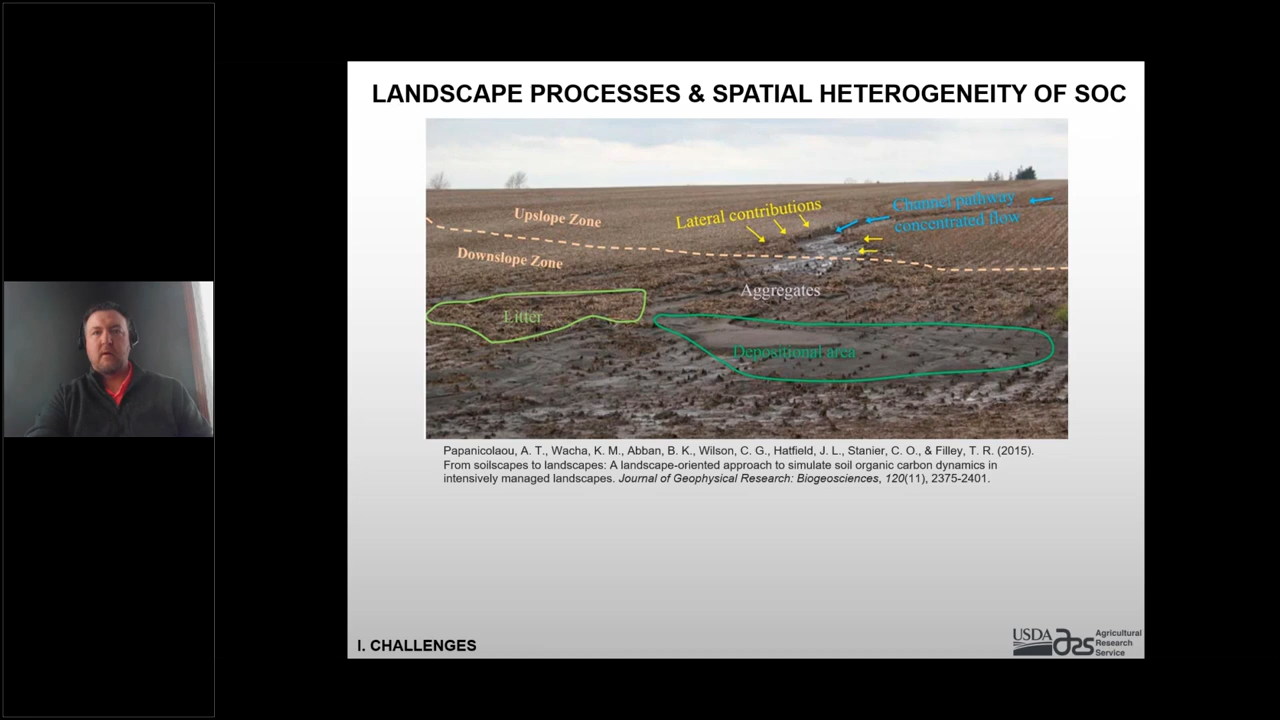 LANDSCAPE PROCESSES & SPATIAL HETEROGENEITY OF SOC
Upslope Zone
Lateral contributions
Channel pathway
concentrated flow
Downslope Zone
Aggregates
Litter
Depositional area
Papanicolaou, A. T., Wacha, K. M., Abban, B. K., Wilson, C. G., Hatfield, J. L., Stanier, C. O., & Filley, T. R. (2015).
From soilscapes to landscapes: A landscape-oriented approach to simulate soil organic carbon dynamics in
intensively managed landscapes. Journal of Geophysical Research: Biogeosciences, 120(11), 2375-2401.
I. CHALLENGES
USDA ars
Agricultural
Research
Service